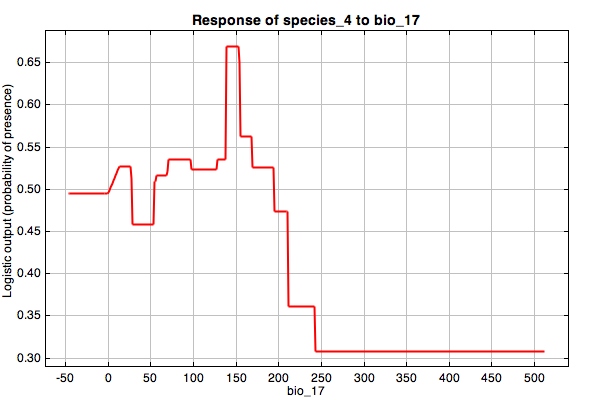 Response of species_4 to bio_17
Logistic output (probability of presence)
0.65
0.60
0.55
0.50
0.45
0.40
0.35
0.30
-50 0 50 100 150 200 250 300 350 400 450 500
bio_17